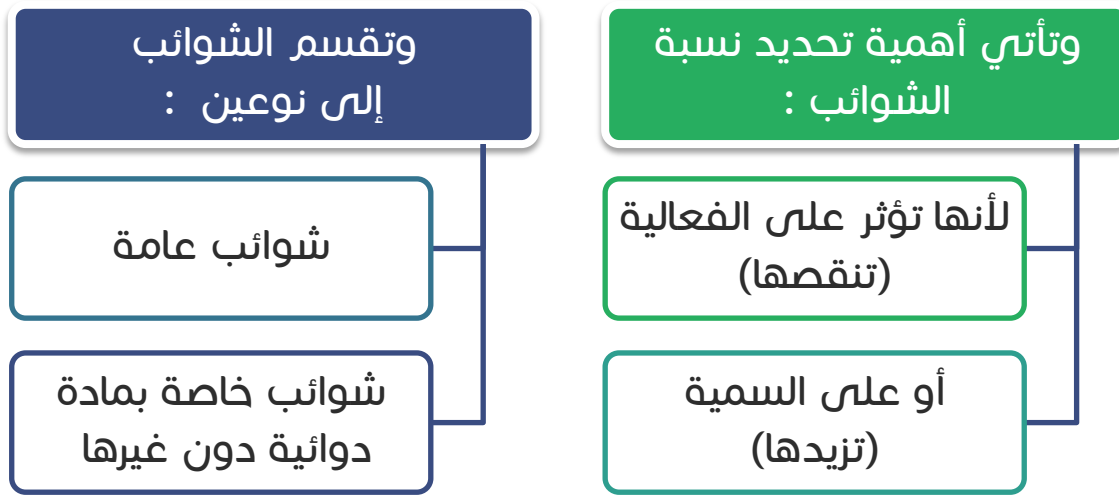 وتأتي أهمية تحديد نسبة
الشوائب :
لأنها تؤثر على الفعالية
(تنقصها)
أو على السمية
(تزيدها)
وتقسم الشوائب
إلى نوعين :
شوائب عامة
شوائب خاصة بمادة
دوائية دون غيرها